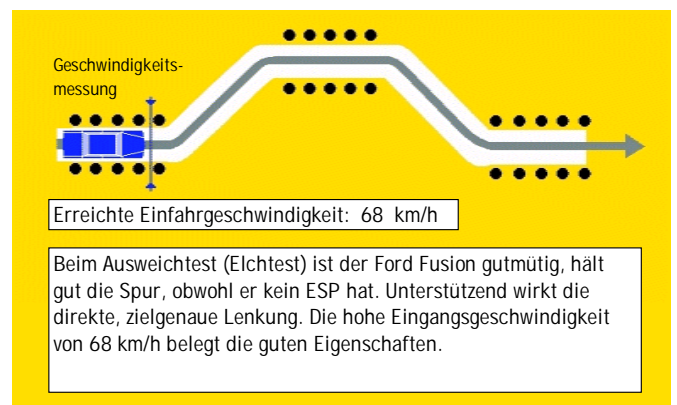 Geschwindigkeits-
messung
Erreichte Einfahrgeschwindigkeit: 68 km/h
Beim Ausweichtest (Elchtest) ist der Ford Fusion gutmütig, hält
gut die Spur, obwohl er kein ESP hat. Unterstützend wirkt die
direkte, zielgenaue Lenkung. Die hohe Eingangsgeschwindigkeit
von 68 km/h belegt die guten Eigenschaften.